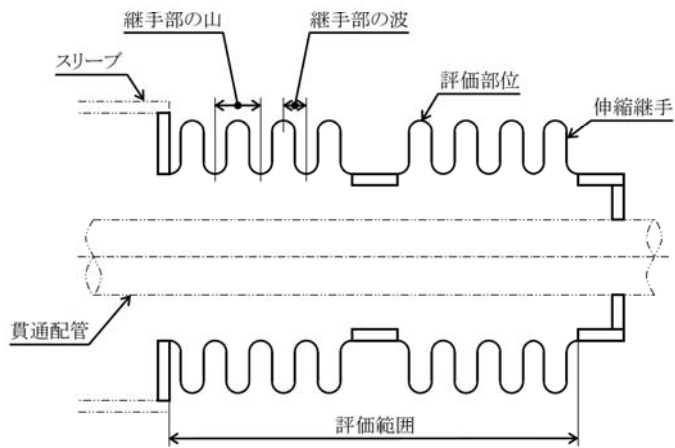 継手部の山
継手部の波
スリーブ
評価部位
伸縮継手
貫通配管
評価範囲